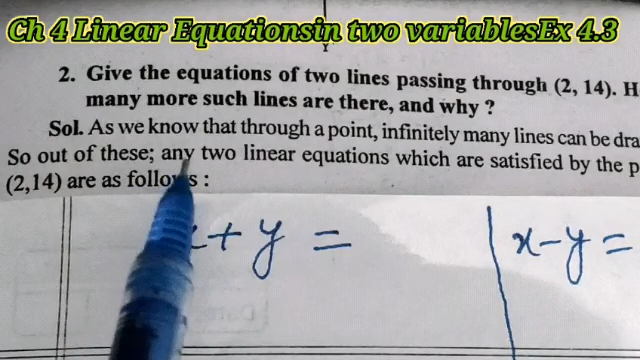 Ch 4 Linear Equationsin two variablesEx 4.3
Y
2. Give the equations of two lines passing through (2, 14). H
many more such lines are there, and why ?
Sol. As we know that through a point, infinitely many lines can be dra
So out of these; any two linear equations which are satisfied by the p
(2,14) are as follows :
x + y = x - y =